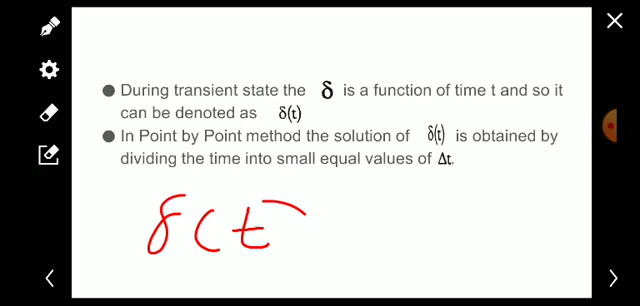 ● During transient state the δ is a function of time t and so it
can be denoted as δ(t)
● In Point by Point method the solution of δ(t) is obtained by
dividing the time into small equal values of Δt.
δ(t